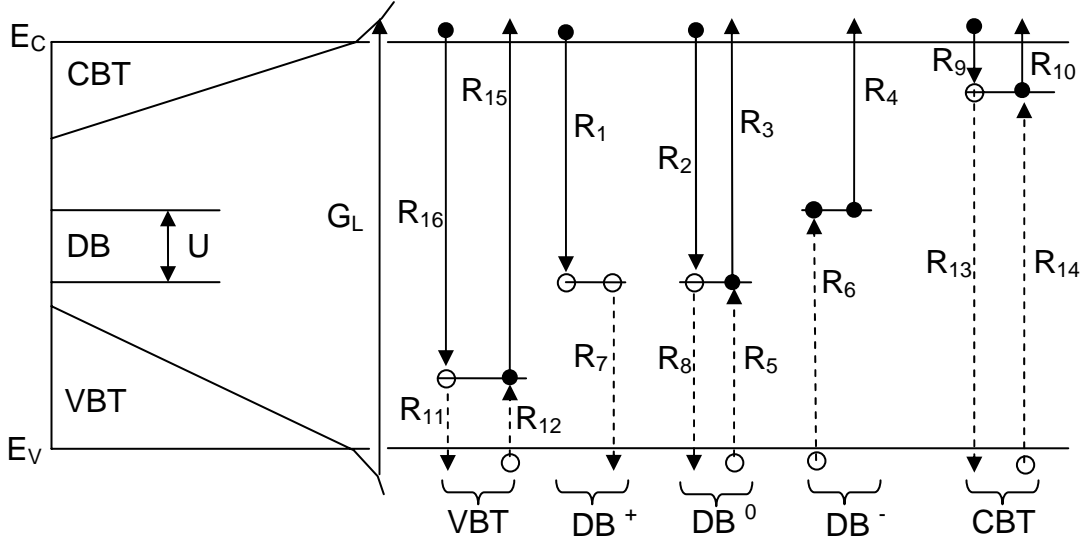 E_C
CBT
DB
U
VBT
E_V
G_L
R_16
R_15
R_11
R_12
R_1
R_7
R_2
R_3
R_8
R_5
R_4
R_6
R_9
R_10
R_13
R_14
VBT
DB +
DB 0
DB -
CBT